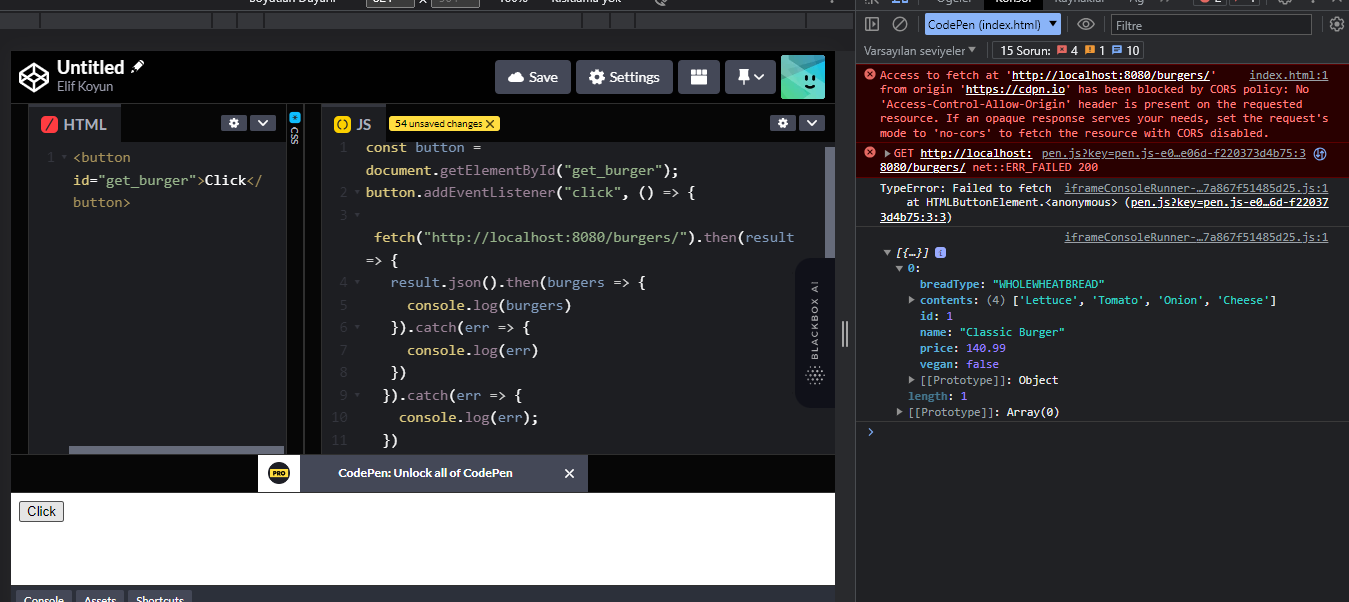 CodePen (index.html)
Filtre
Varsayılan seviyeler
15 Sorun:
4
1
10
Untitled
Elif Koyun
Save
Settings
HTML
CSS
JS
54 unsaved changes X
1
<button
id="get_burger">Click</
button>
1
const button =
document.getElementById("get_burger");
2
button.addEventListener("click", () => {
3
fetch("http://localhost:8080/burgers/").then(result
=> {
4
result.json().then(burgers => {
5
console.log(burgers)
6
}).catch(err => {
7
console.log(err)
8
})
9
}).catch(err => {
10
console.log(err);
11
})
BLACKBOX AI
PRO
CodePen: Unlock all of CodePen
Click
Console
Assets
Shortcuts
Access to fetch at 'http://localhost:8080/burgers/' index.html:1
from origin 'https://cdpn.io' has been blocked by CORS policy: No
'Access-Control-Allow-Origin' header is present on the requested
resource. If an opaque response serves your needs, set the request's
mode to 'no-cors' to fetch the resource with CORS disabled.
GET http://localhost: pen.js?key=pen.js-e0…e06d-f220373d4b75:3
8080/burgers/ net::ERR_FAILED 200
TypeError: Failed to fetch iframeConsoleRunner-…7a867f51485d25.js:1
at HTMLButtonElement.<anonymous> (pen.js?key=pen.js-e0…6d-f22037
3d4b75:3:3)
iframeConsoleRunner-…7a867f51485d25.js:1
[{…}] i
0:
breadType: "WHOLEWHEATBREAD"
contents: (4) ['Lettuce', 'Tomato', 'Onion', 'Cheese']
id: 1
name: "Classic Burger"
price: 140.99
vegan: false
[[Prototype]]: Object
length: 1
[[Prototype]]: Array(0)